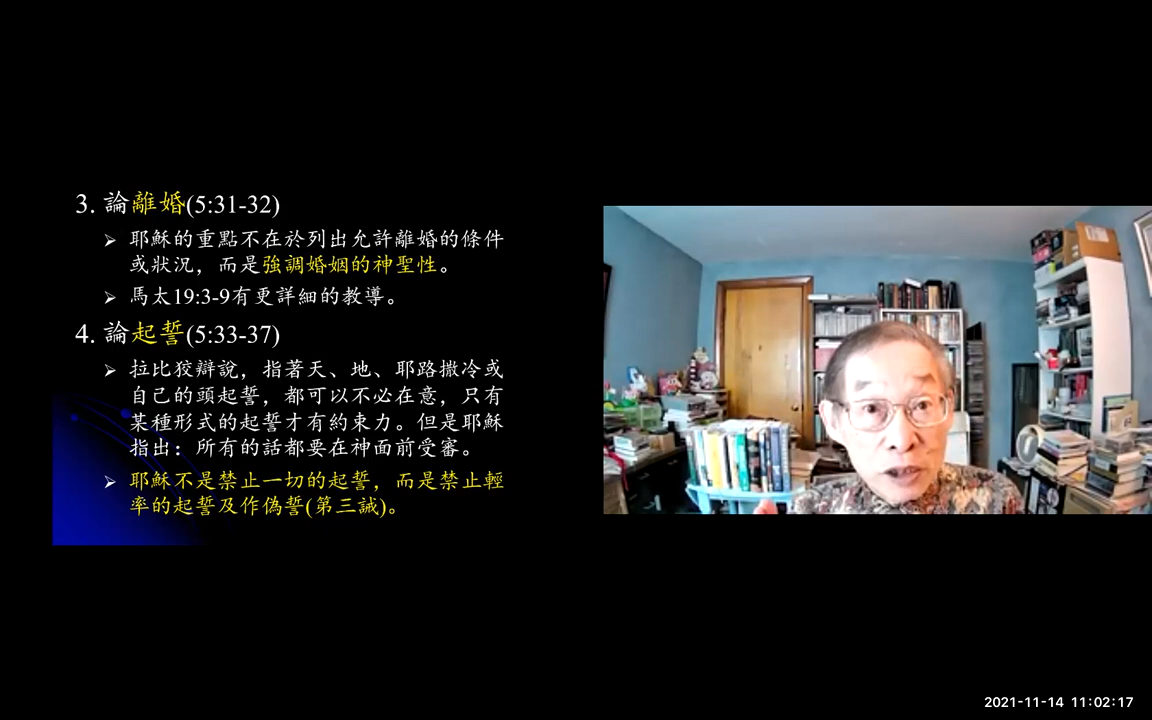 3. 論離婚(5:31-32)
➢ 耶穌的重點不在於列出允許離婚的條件
或狀況，而是強調婚姻的神聖性。
➢ 馬太19:3-9有更詳細的教導。
4. 論起誓(5:33-37)
➢ 拉比狡辯說，指著天、地、耶路撒冷或
自己的頭起誓，都可以不必在意，只有
某種形式的起誓才有約束力。但是耶穌
指出：所有的話都要在神面前受審。
➢ 耶穌不是禁止一切的起誓，而是禁止輕
率的起誓及作偽誓(第三誡)。
2021-11-14 11:02:17